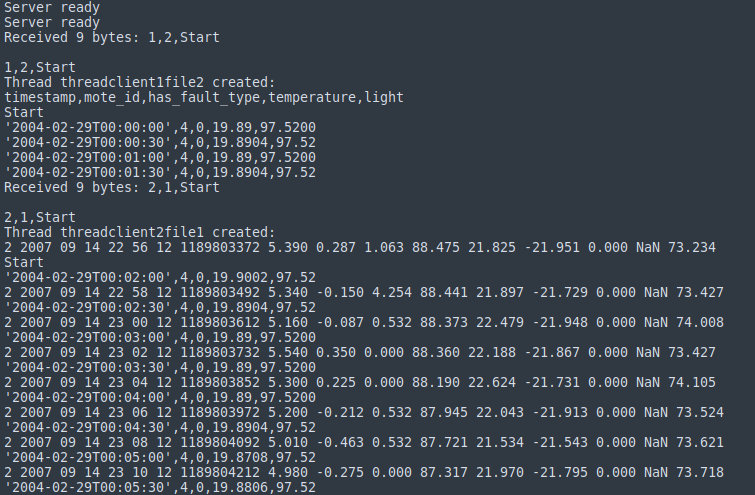 Server ready
Server ready
Received 9 bytes: 1,2,Start
1,2,Start
Thread threadclient1file2 created:
timestamp,mote_id,has_fault_type,temperature,light
Start
'2004-02-29T00:00:00',4,0,19.89,97.5200
'2004-02-29T00:00:30',4,0,19.8904,97.52
'2004-02-29T00:01:00',4,0,19.89,97.5200
'2004-02-29T00:01:30',4,0,19.8904,97.52
Received 9 bytes: 2,1,Start
2,1,Start
Thread threadclient2file1 created:
2 2007 09 14 22 56 12 1189803372 5.390 0.287 1.063 88.475 21.825 -21.951 0.000 NaN 73.234
Start
'2004-02-29T00:02:00',4,0,19.9002,97.52
2 2007 09 14 22 58 12 1189803492 5.340 -0.150 4.254 88.441 21.897 -21.729 0.000 NaN 73.427
'2004-02-29T00:02:30',4,0,19.8904,97.52
2 2007 09 14 23 00 12 1189803612 5.160 -0.087 0.532 88.373 22.479 -21.948 0.000 NaN 74.008
'2004-02-29T00:03:00',4,0,19.89,97.5200
2 2007 09 14 23 02 12 1189803732 5.540 0.350 0.000 88.360 22.188 -21.867 0.000 NaN 73.427
'2004-02-29T00:03:30',4,0,19.89,97.5200
2 2007 09 14 23 04 12 1189803852 5.300 0.225 0.000 88.190 22.624 -21.731 0.000 NaN 74.105
'2004-02-29T00:04:00',4,0,19.89,97.5200
2 2007 09 14 23 06 12 1189803972 5.200 -0.212 0.532 87.945 22.043 -21.913 0.000 NaN 73.524
'2004-02-29T00:04:30',4,0,19.8904,97.52
2 2007 09 14 23 08 12 1189804092 5.010 -0.463 0.532 87.721 21.534 -21.543 0.000 NaN 73.621
'2004-02-29T00:05:00',4,0,19.8708,97.52
2 2007 09 14 23 10 12 1189804212 4.980 -0.275 0.000 87.317 21.970 -21.795 0.000 NaN 73.718
'2004-02-29T00:05:30',4,0,19.8806,97.52